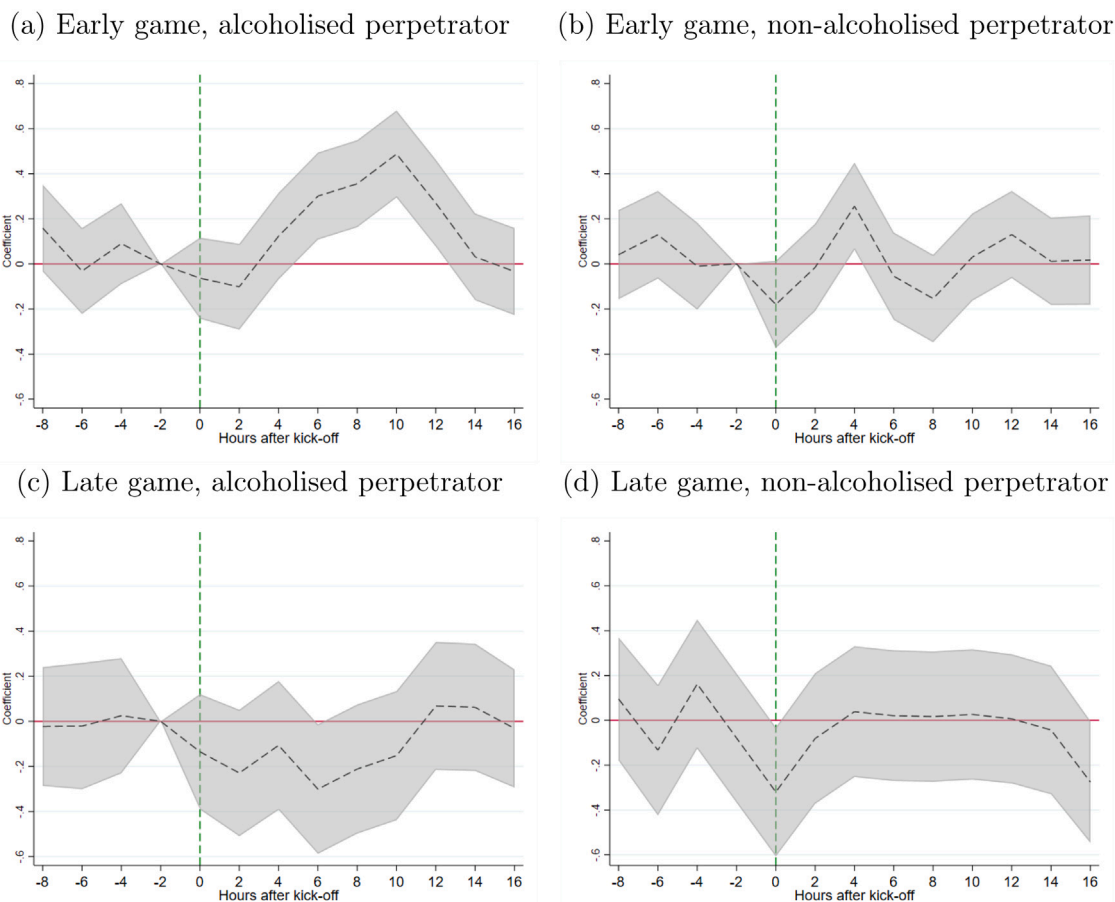 (a) Early game, alcoholised perpetrator
.8
.6
.4
.2
0
-.2
-.4
-.6
Coefficient
-8 -6 -4 -2 0 2 4 6 8 10 12 14 16
Hours after kick-off
(b) Early game, non-alcoholised perpetrator
.8
.6
.4
.2
0
-.2
-.4
-.6
Coefficient
-8 -6 -4 -2 0 2 4 6 8 10 12 14 16
Hours after kick-off
(c) Late game, alcoholised perpetrator
.8
.6
.4
.2
0
-.2
-.4
-.6
Coefficient
-8 -6 -4 -2 0 2 4 6 8 10 12 14 16
Hours after kick-off
(d) Late game, non-alcoholised perpetrator
.8
.6
.4
.2
0
-.2
-.4
-.6
Coefficient
-8 -6 -4 -2 0 2 4 6 8 10 12 14 16
Hours after kick-off